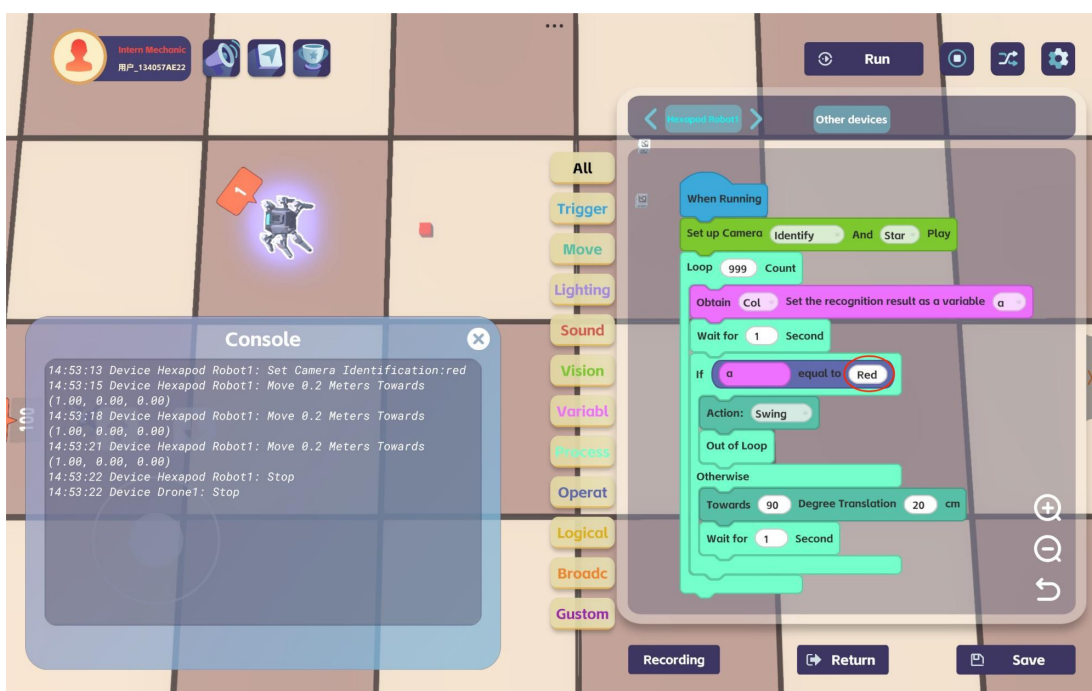 Intern Mechanic
用户_134057AE22
Run
Hexapod Robot1
Other devices
1
All
Trigger
Move
Lighting
Sound
Vision
Variabl
Process
Operat
Logical
Broadc
Gustom
When Running
Set up Camera Identify And Star Play
Loop 999 Count
Obtain Col Set the recognition result as a variable a
Wait for 1 Second
If a equal to Red
Action: Swing
Out of Loop
Otherwise
Towards 90 Degree Translation 20 cm
Wait for 1 Second
Console
14:53:13 Device Hexapod Robot1: Set Camera Identification:red
14:53:15 Device Hexapod Robot1: Move 0.2 Meters Towards
(1.00, 0.00, 0.00)
14:53:18 Device Hexapod Robot1: Move 0.2 Meters Towards
(1.00, 0.00, 0.00)
14:53:21 Device Hexapod Robot1: Move 0.2 Meters Towards
(1.00, 0.00, 0.00)
14:53:22 Device Hexapod Robot1: Stop
14:53:22 Device Drone1: Stop
100
Recording
Return
Save